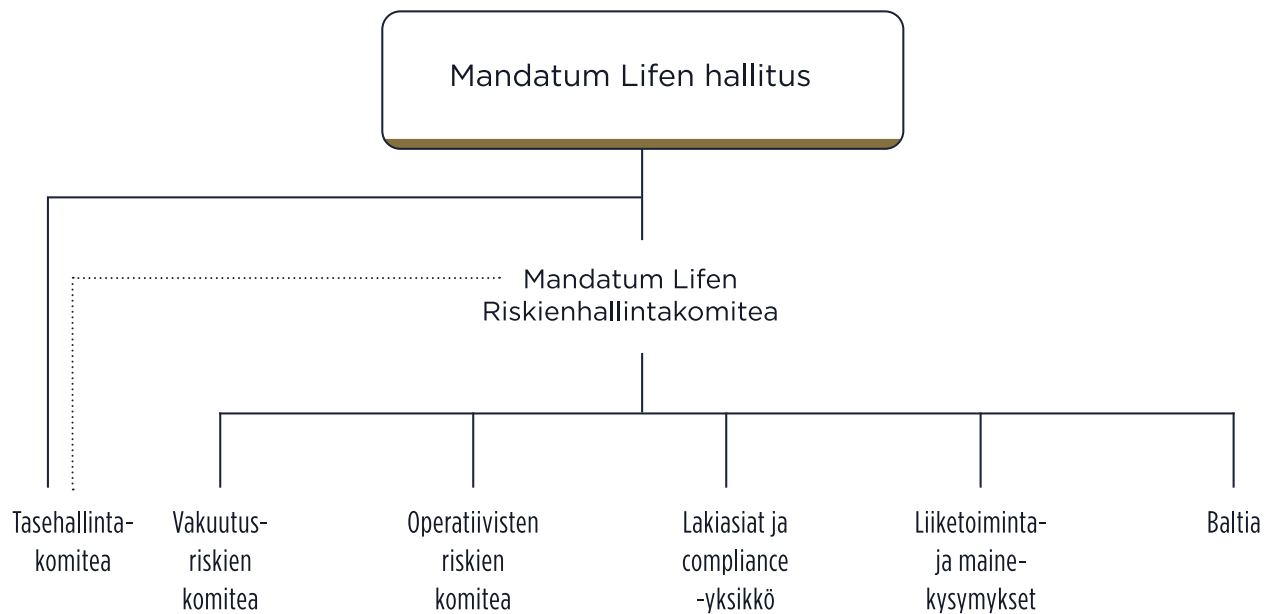 Mandatum Lifen hallitus
Mandatum Lifen
Riskienhallintakomitea
Tasehallinta-
komitea
Vakuutus-
riskien
komitea
Operatiivisten
riskien
komitea
Lakiasiat ja
compliance
-yksikkö
Liiketoiminta-
ja maine-
kysymykset
Baltia